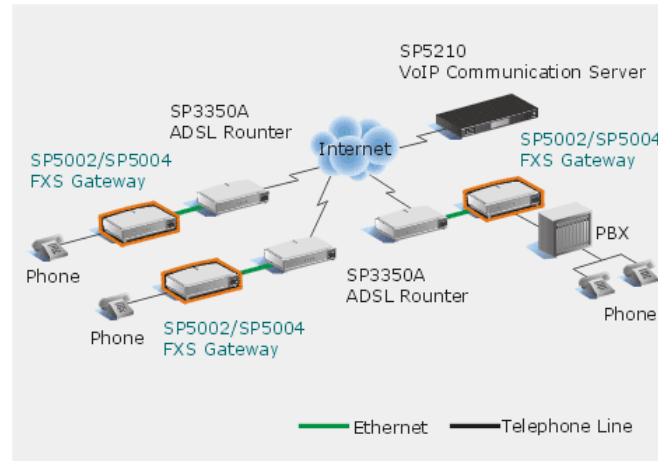 SP5210
VoIP Communication Server
SP3350A
ADSL Rounter
Internet
SP5002/SP5004
FXS Gateway
SP5002/SP5004
FXS Gateway
PBX
Phone
SP3350A
ADSL Rounter
Phone
Phone
SP5002/SP5004
FXS Gateway
Ethernet
Telephone Line